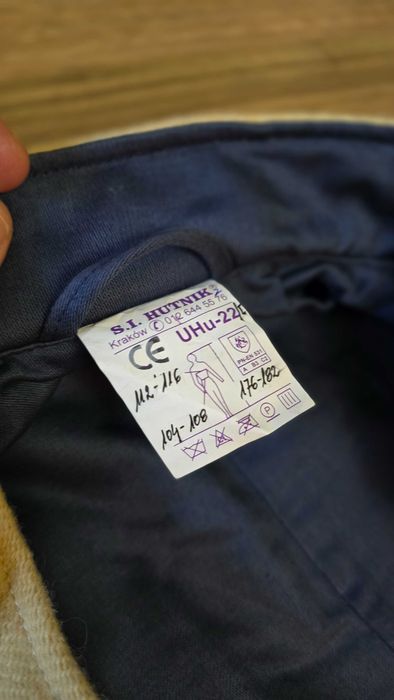 S.I. HUTNIK
Kraków 012 644 55 76
CE UHu-22/
PN-EN 531
A B1 C2
112-116
176-182
104-108
P